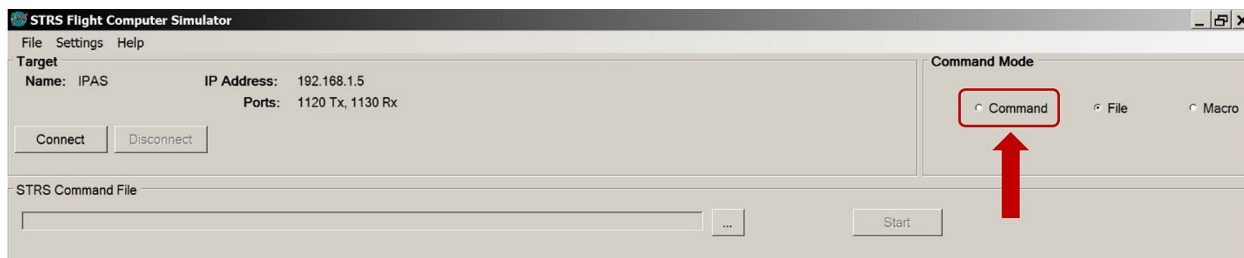 STRS Flight Computer Simulator
File Settings Help
Target
Name: IPAS IP Address: 192.168.1.5
Ports: 1120 Tx, 1130 Rx
Connect Disconnect
Command Mode
Command File Macro
STRS Command File
... Start